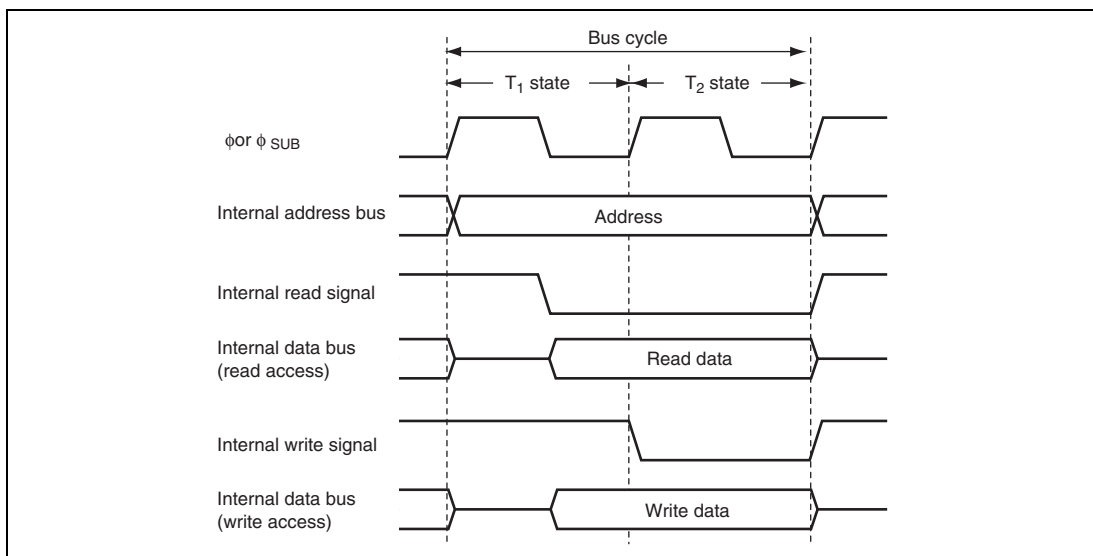 Bus cycle
T₁ state
T₂ state
ϕor ϕ SUB
Internal address bus
Address
Internal read signal
Internal data bus
(read access)
Read data
Internal write signal
Internal data bus
(write access)
Write data